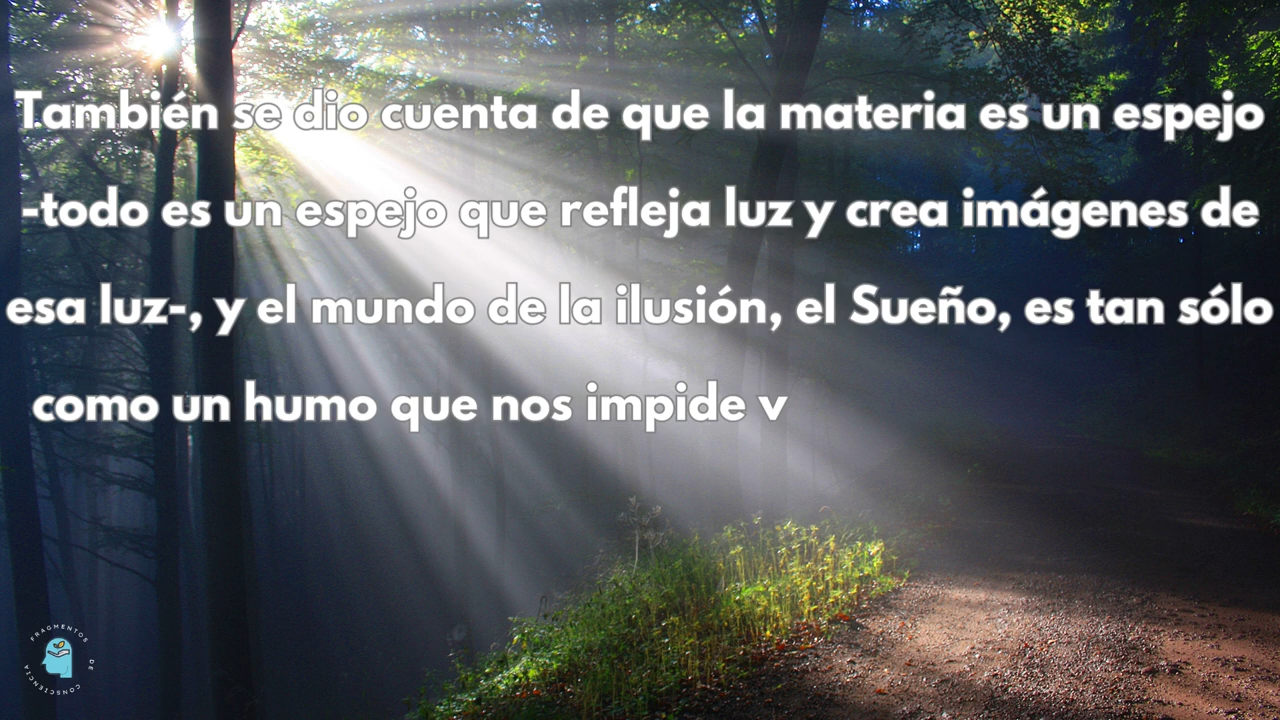 También se dio cuenta de que la materia es un espejo
-todo es un espejo que refleja luz y crea imágenes de
esa luz-, y el mundo de la ilusión, el Sueño, es tan sólo
como un humo que nos impide v
FRAGMENTOS DE CONSCIENCIA